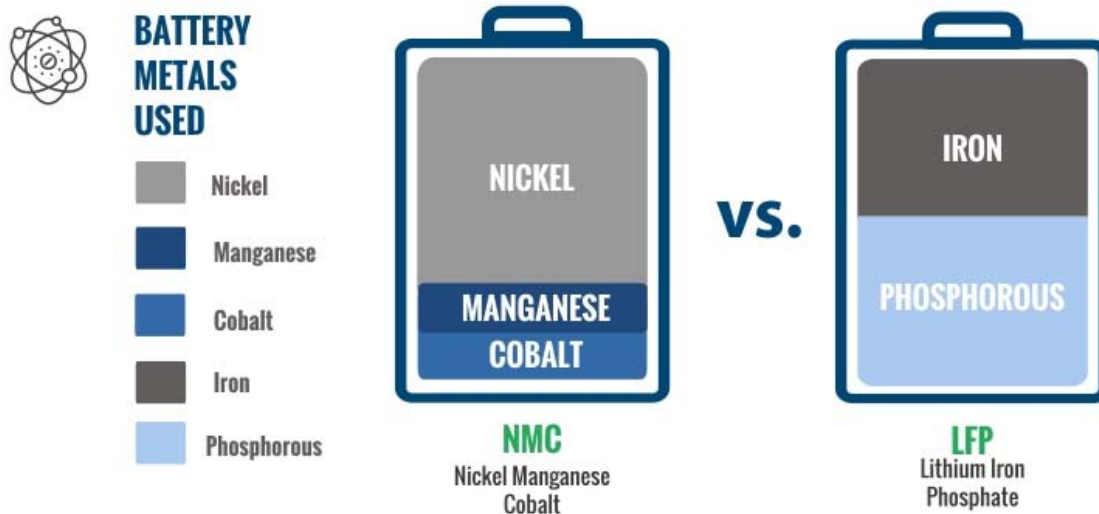 BATTERY
METALS
USED
Nickel
Manganese
Cobalt
Iron
Phosphorous
NICKEL
MANGANESE
COBALT
NMC
Nickel Manganese
Cobalt
vs.
IRON
PHOSPHOROUS
LFP
Lithium Iron
Phosphate